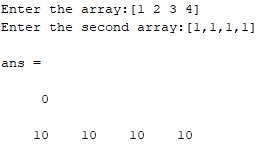 Enter the array:[1 2 3 4]
Enter the second array:[1,1,1,1]
ans =
0
10 10 10 10